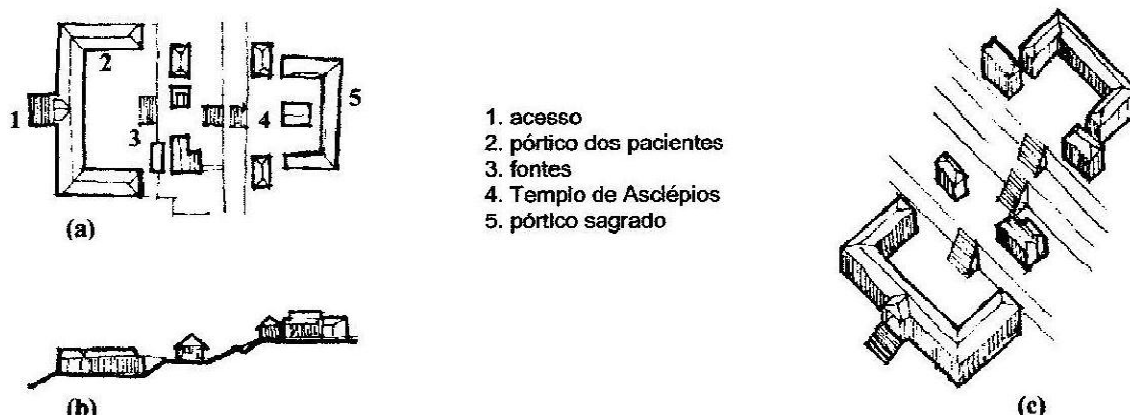 1
2
3
4
5
(a)
(b)
1. acesso
2. pórtico dos pacientes
3. fontes
4. Templo de Asclépios
5. pórtico sagrado
(c)